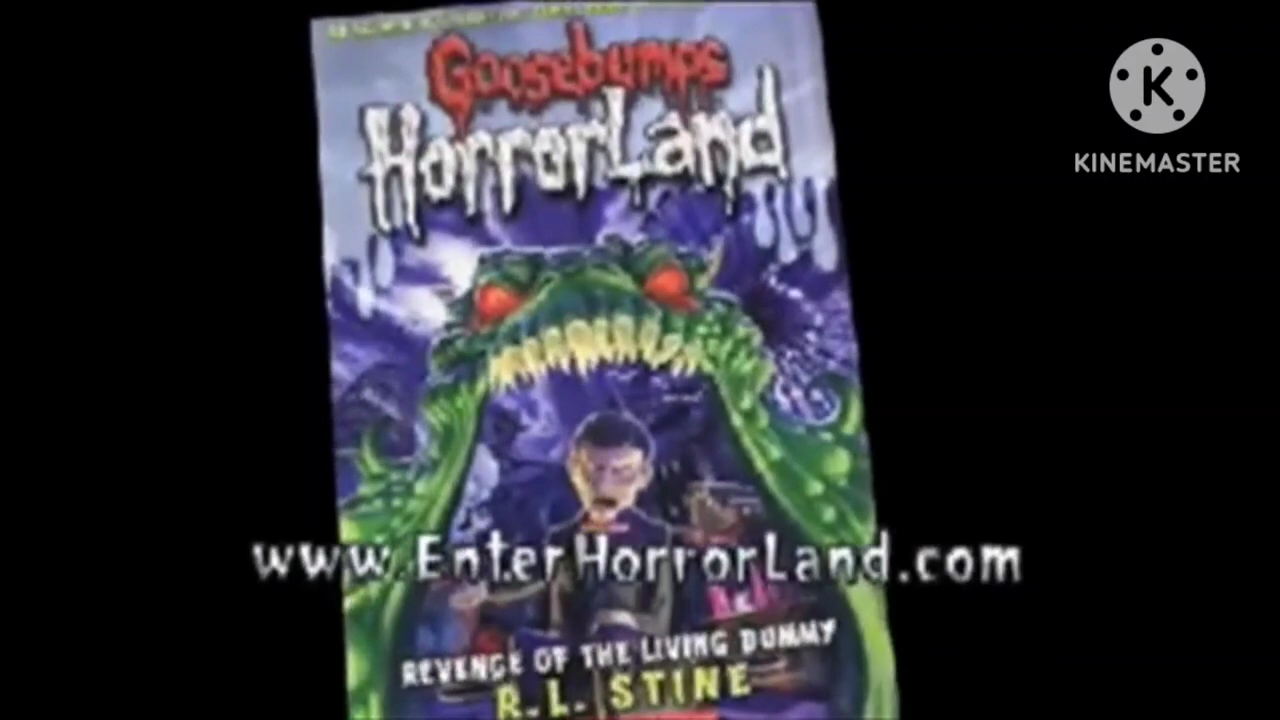 Goosebumps
HorrorLand
K
KINEMASTER
www.EnterHorrorLand.com
REVENGE OF THE LIVING DUMMY
R.L. STINE